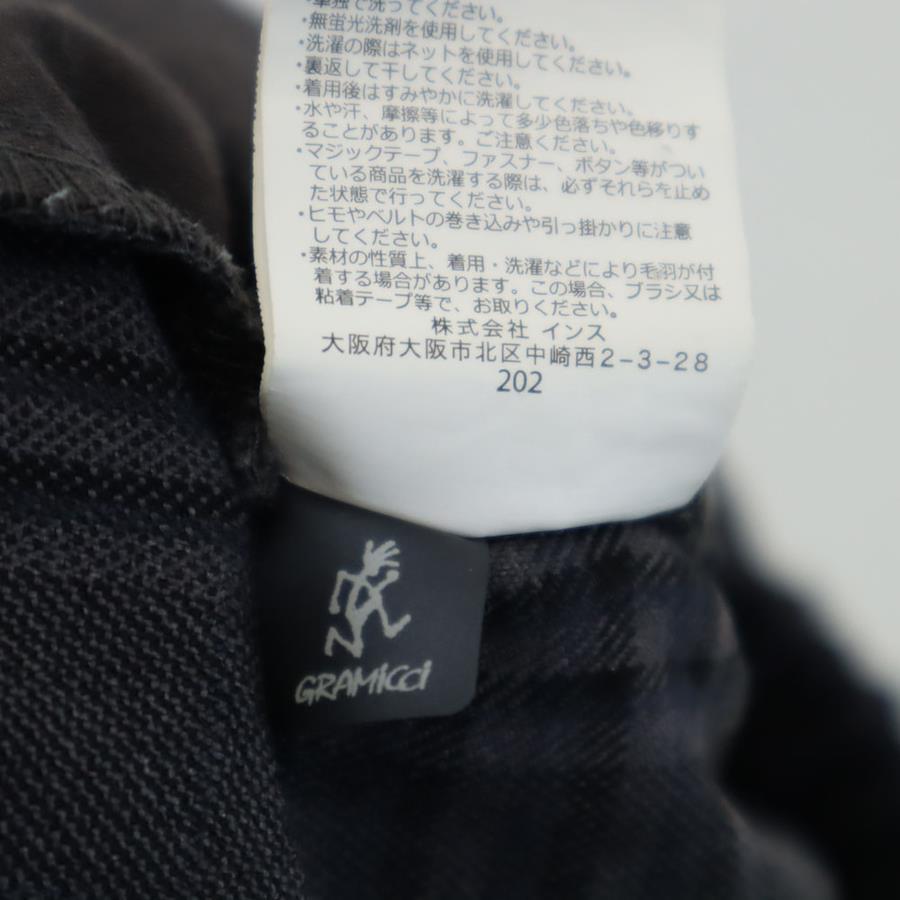 ・単独で洗ってください。
・無蛍光洗剤を使用してください。
・洗濯の際はネットを使用してください。
・裏返して干してください。
・着用後はすみやかに洗濯してください。
・水や汗、摩擦等によって多少色落ちや色移りす
ることがあります。ご注意ください。
・マジックテープ、ファスナー、ボタン等がつい
ている商品を洗濯する際は、必ずそれらを止め
た状態で行ってください。
・ヒモやベルトの巻き込みや引っ掛かりに注意
してください。
・素材の性質上、着用・洗濯などにより毛羽が付
着する場合があります。この場合、ブラシ又は
粘着テープ等で、お取りください。
株式会社 インス
大阪府大阪市北区中崎西2-3-28
202
GRAMiCCi